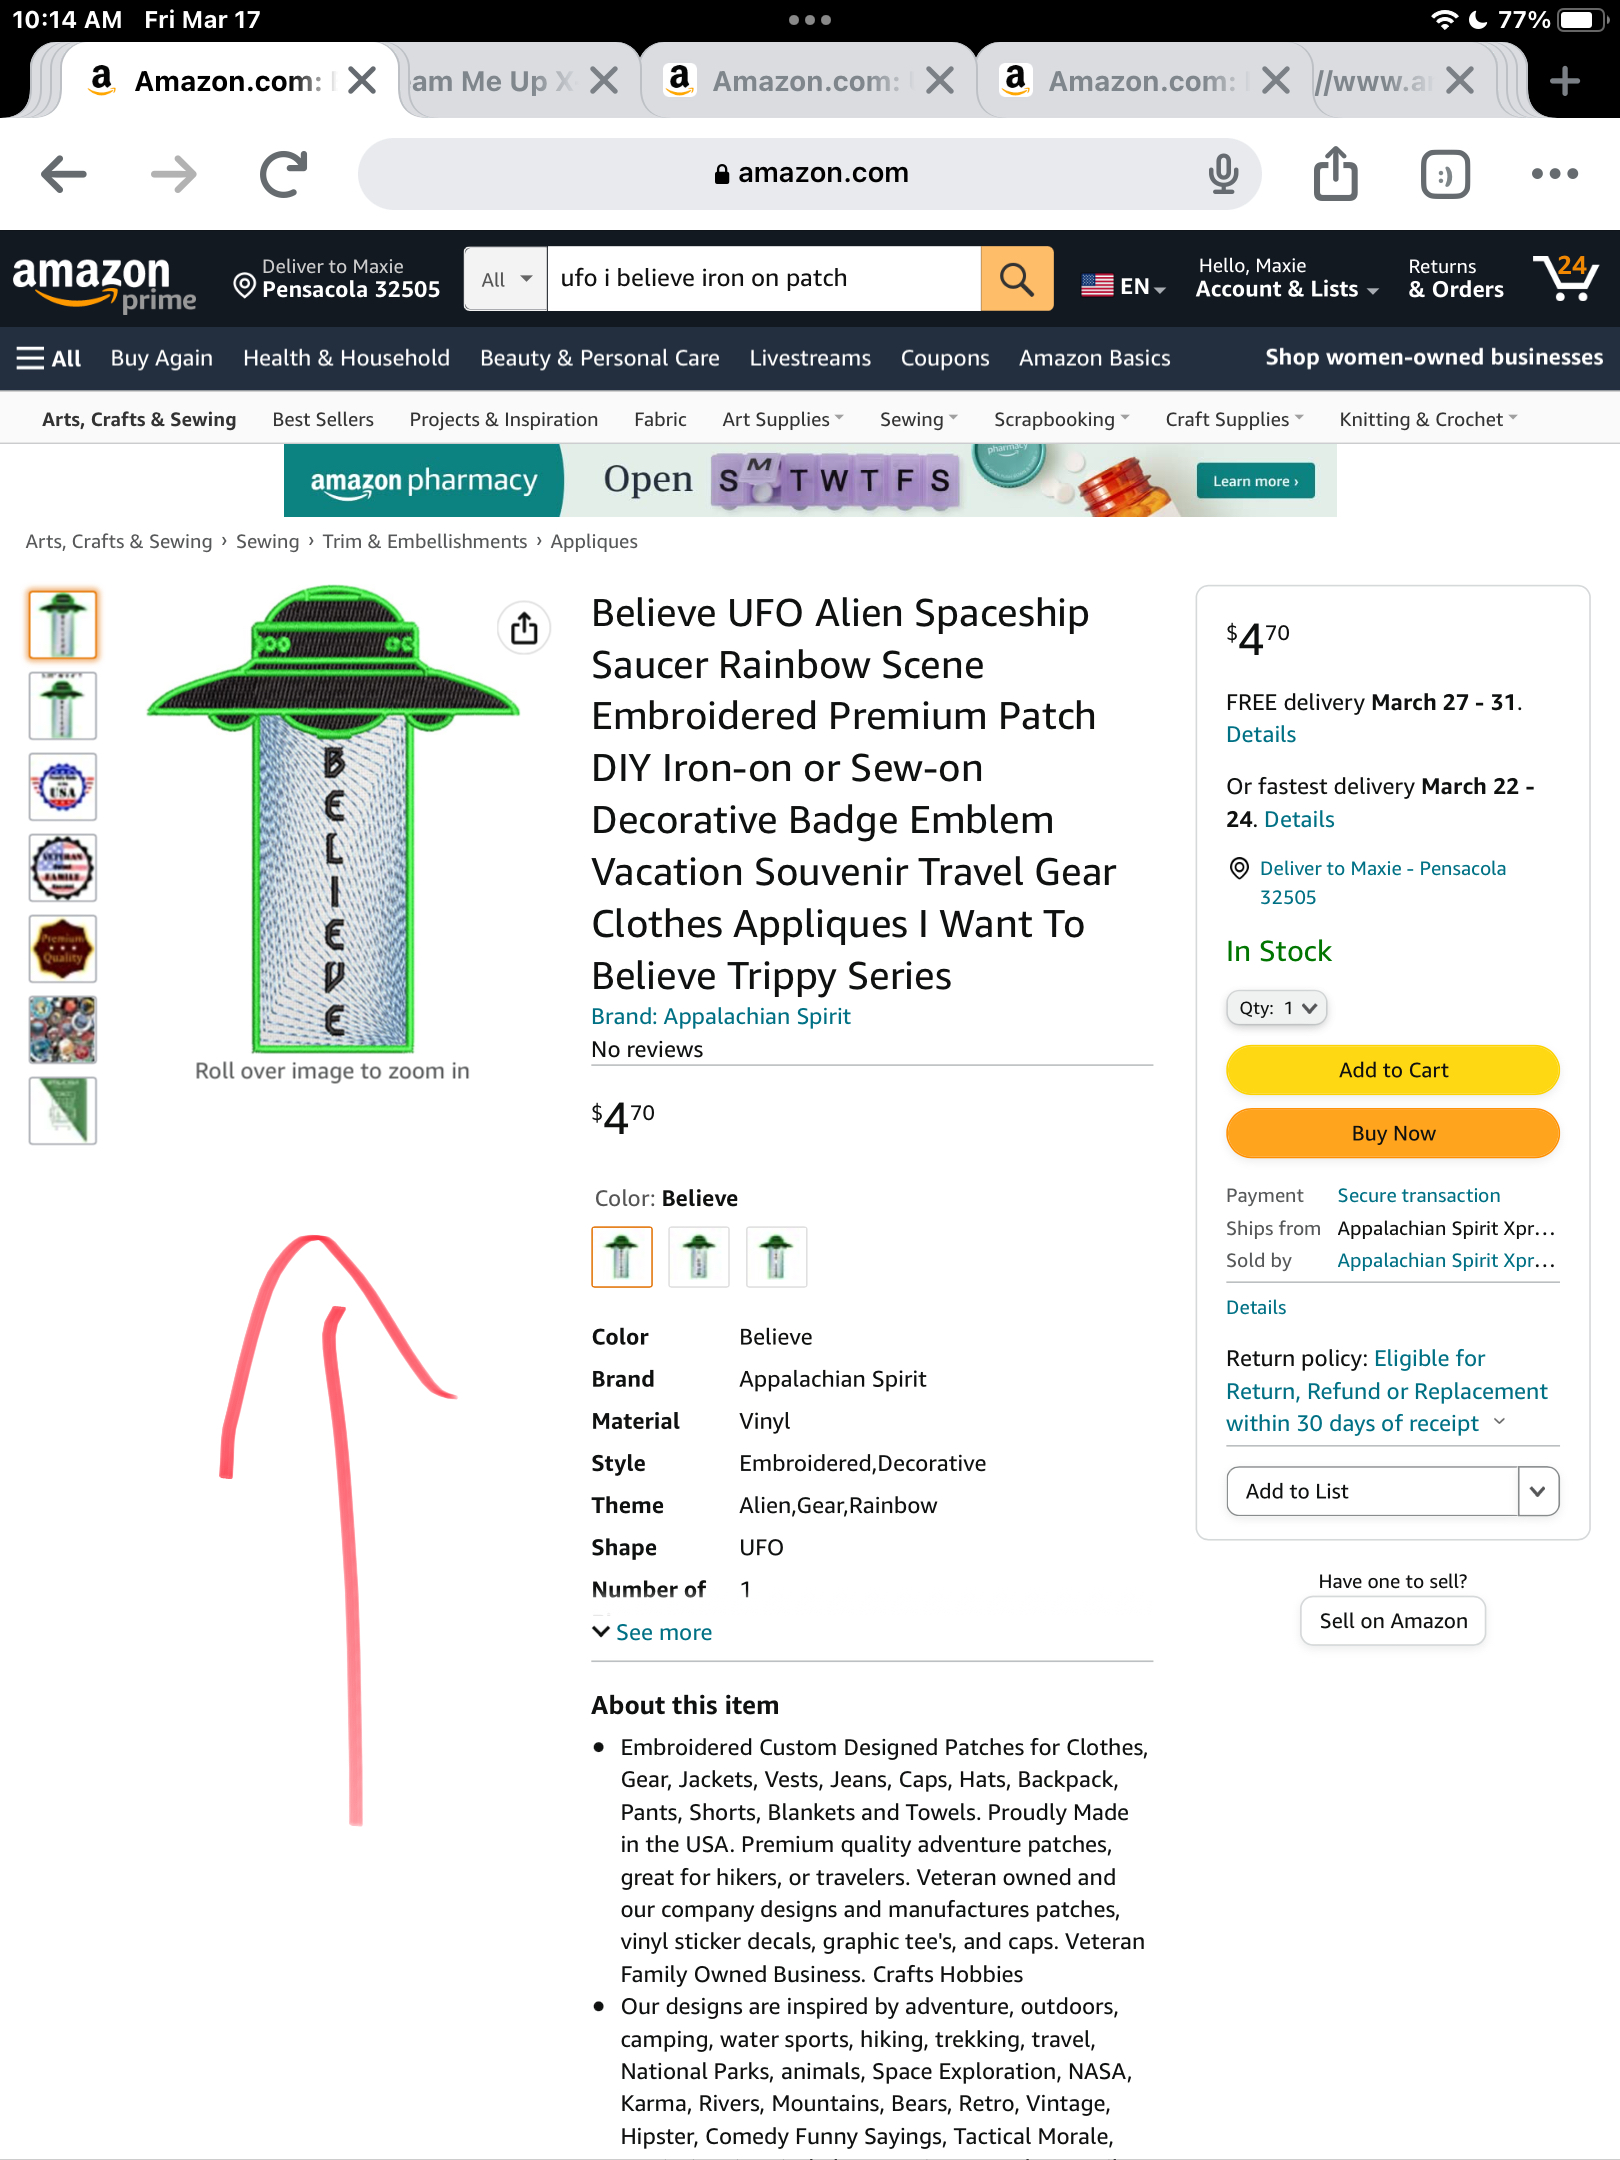 10:14 AM Fri Mar 17
77%
Amazon.com:
am Me Up X
Amazon.com:
Amazon.com:
//www.a
amazon.com
amazon prime
Deliver to Maxie
Pensacola 32505
All
ufo i believe iron on patch
EN
Hello, Maxie
Account & Lists
Returns
& Orders
24
All Buy Again Health & Household Beauty & Personal Care Livestreams Coupons Amazon Basics Shop women-owned businesses
Arts, Crafts & Sewing Best Sellers Projects & Inspiration Fabric Art Supplies Sewing Scrapbooking Craft Supplies Knitting & Crochet
amazon pharmacy Open S M T W T F S pharmacy Learn more ›
Arts, Crafts & Sewing › Sewing › Trim & Embellishments › Appliques
USA
Premium
Quality
BELIEVE
Roll over image to zoom in
Believe UFO Alien Spaceship
Saucer Rainbow Scene
Embroidered Premium Patch
DIY Iron-on or Sew-on
Decorative Badge Emblem
Vacation Souvenir Travel Gear
Clothes Appliques I Want To
Believe Trippy Series
Brand: Appalachian Spirit
No reviews
$4 70
Color: Believe
Color Believe
Brand Appalachian Spirit
Material Vinyl
Style Embroidered,Decorative
Theme Alien,Gear,Rainbow
Shape UFO
Number of 1
See more
About this item
• Embroidered Custom Designed Patches for Clothes,
Gear, Jackets, Vests, Jeans, Caps, Hats, Backpack,
Pants, Shorts, Blankets and Towels. Proudly Made
in the USA. Premium quality adventure patches,
great for hikers, or travelers. Veteran owned and
our company designs and manufactures patches,
vinyl sticker decals, graphic tee's, and caps. Veteran
Family Owned Business. Crafts Hobbies
• Our designs are inspired by adventure, outdoors,
camping, water sports, hiking, trekking, travel,
National Parks, animals, Space Exploration, NASA,
Karma, Rivers, Mountains, Bears, Retro, Vintage,
Hipster, Comedy Funny Sayings, Tactical Morale,
$4 70
FREE delivery March 27 - 31.
Details
Or fastest delivery March 22 -
24. Details
Deliver to Maxie - Pensacola
32505
In Stock
Qty: 1
Add to Cart
Buy Now
Payment Secure transaction
Ships from Appalachian Spirit Xpr...
Sold by Appalachian Spirit Xpr...
Details
Return policy: Eligible for
Return, Refund or Replacement
within 30 days of receipt
Add to List
Have one to sell?
Sell on Amazon